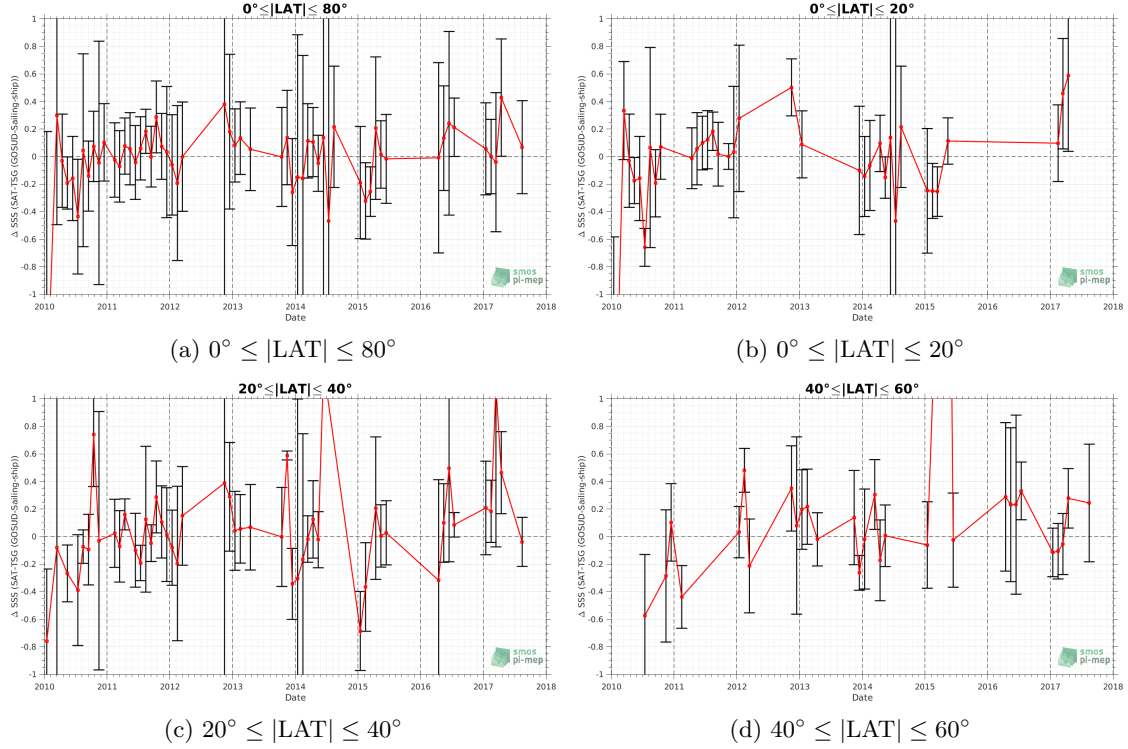 0°≤|LAT|≤ 80°
Δ SSS (SAT-TSG (GOSUD-Sailing-ship))
1
0.8
0.6
0.4
0.2
0
-0.2
-0.4
-0.6
-0.8
-1
2010 2011 2012 2013 2014 2015 2016 2017 2018
Date
smos
pi-mep
(a) 0° ≤ |LAT| ≤ 80°
0°≤|LAT|≤ 20°
Δ SSS (SAT-TSG (GOSUD-Sailing-ship))
1
0.8
0.6
0.4
0.2
0
-0.2
-0.4
-0.6
-0.8
-1
2010 2011 2012 2013 2014 2015 2016 2017 2018
Date
smos
pi-mep
(b) 0° ≤ |LAT| ≤ 20°
20°≤|LAT|≤ 40°
Δ SSS (SAT-TSG (GOSUD-Sailing-ship))
1
0.8
0.6
0.4
0.2
0
-0.2
-0.4
-0.6
-0.8
-1
2010 2011 2012 2013 2014 2015 2016 2017 2018
Date
smos
pi-mep
(c) 20° ≤ |LAT| ≤ 40°
40°≤|LAT|≤ 60°
Δ SSS (SAT-TSG (GOSUD-Sailing-ship))
1
0.8
0.6
0.4
0.2
0
-0.2
-0.4
-0.6
-0.8
-1
2010 2011 2012 2013 2014 2015 2016 2017 2018
Date
smos
pi-mep
(d) 40° ≤ |LAT| ≤ 60°